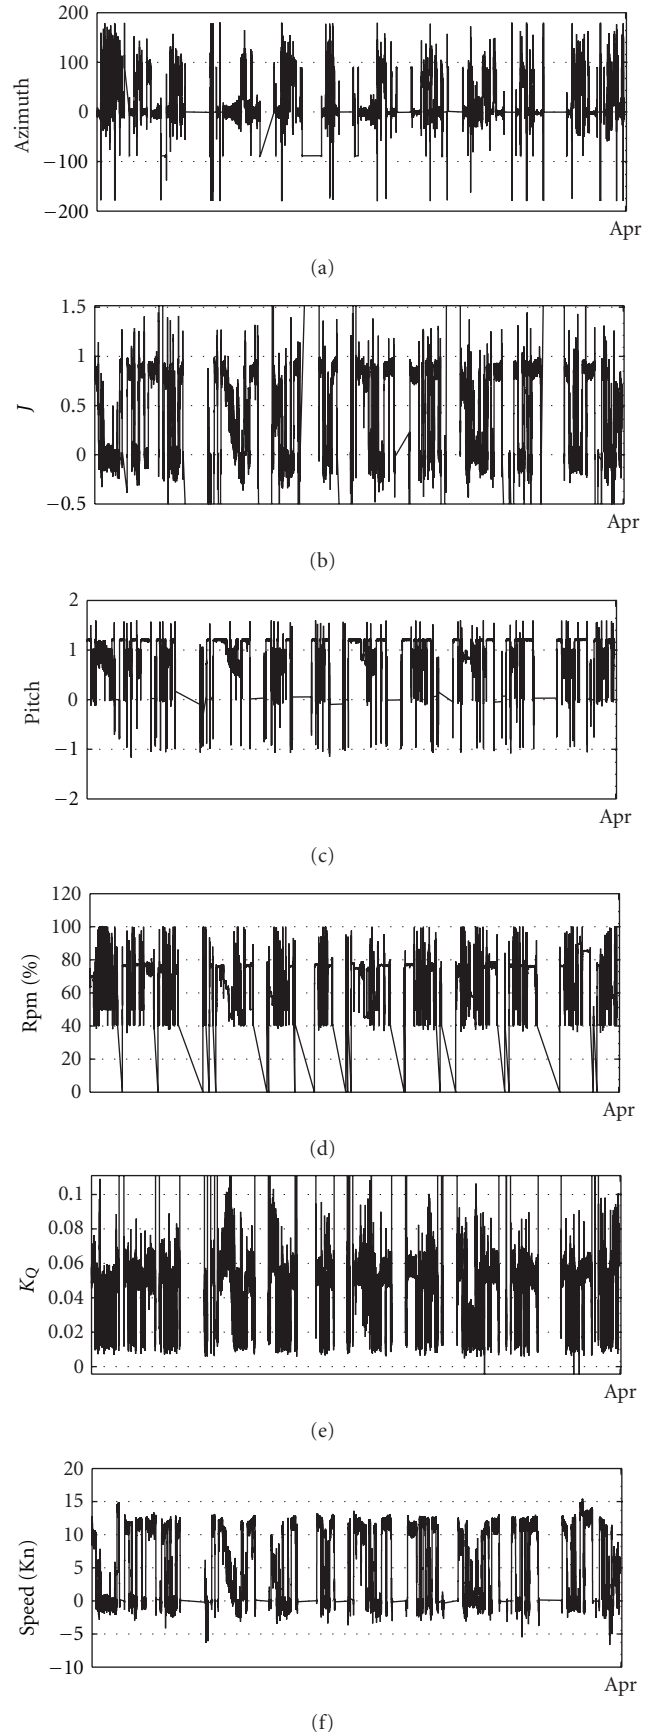 200
100
0
−100
−200
Azimuth
Apr
(a)
1.5
1
0.5
0
−0.5
J
Apr
(b)
2
1
0
−1
−2
Pitch
Apr
(c)
120
100
80
60
40
20
0
Rpm (%)
Apr
(d)
0.1
0.08
0.06
0.04
0.02
0
K_Q
Apr
(e)
20
15
10
5
0
−5
−10
Speed (Kn)
Apr
(f)